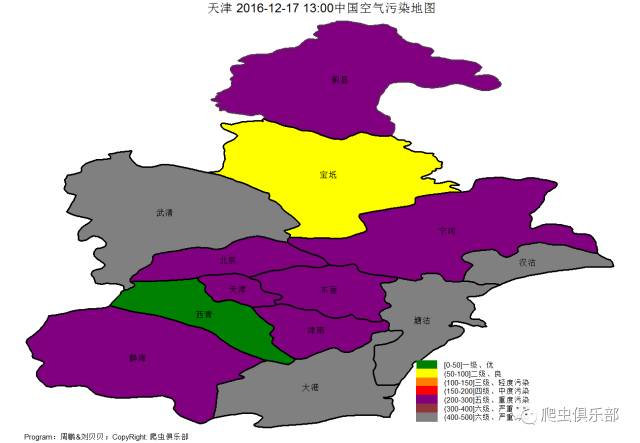 天津 2016-12-17 13:00中国空气污染地图
蓟县
宝坻
武清
宁河
北辰
汉沽
天津
东丽
西青
塘沽
津南
静海
大港
[0-50]一级、优
(50-100]二级、良
(100-150]三级、轻度污染
(150-200]四级、中度污染
(200-300]五级、重度污染
(300-400]六级、严重
(400-500]六级、严重
爬虫俱乐部
Program：周鹏&刘贝贝；CopyRight: 爬虫俱乐部